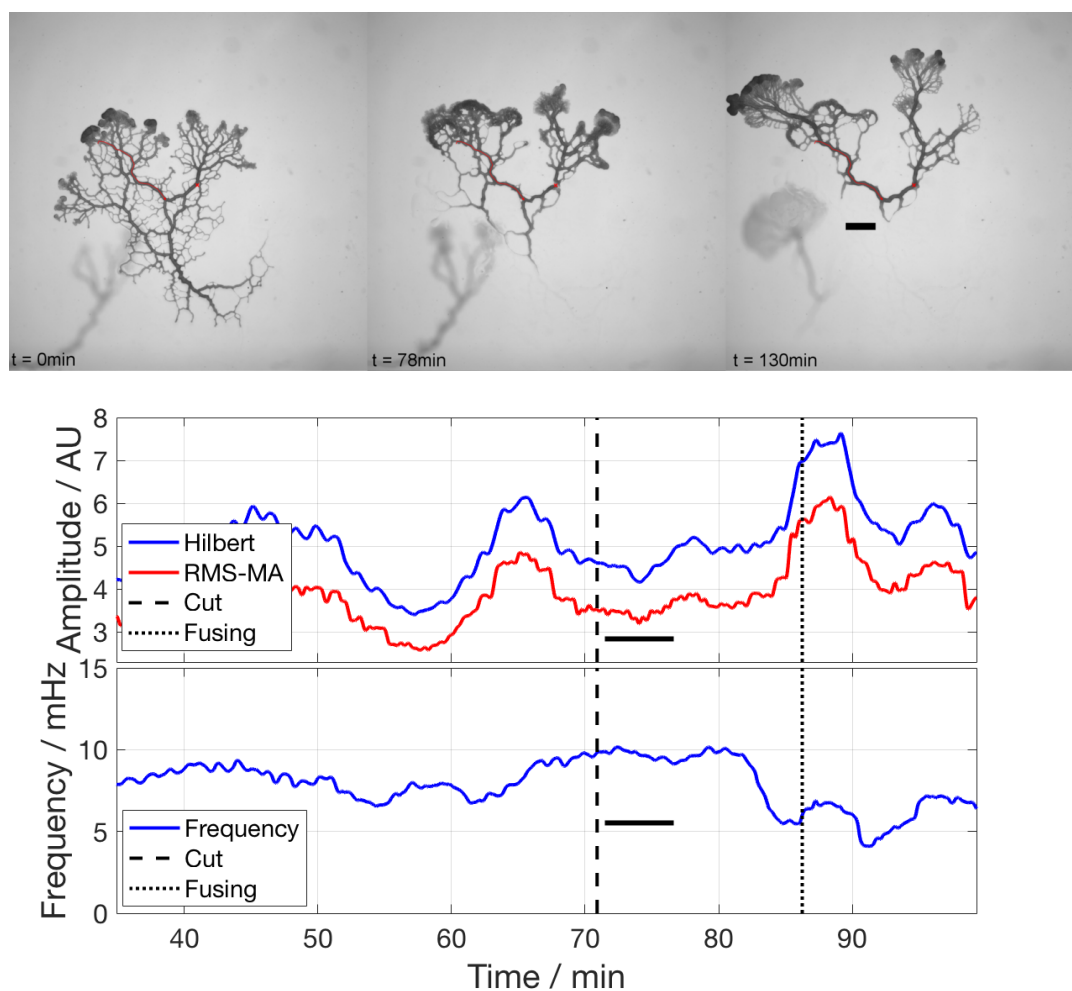 t = 0min
t = 78min
t = 130min
Amplitude / AU
8
7
6
5
4
3
Hilbert
RMS-MA
Cut
Fusing
Frequency / mHz
15
10
5
0
Frequency
Cut
Fusing
40 50 60 70 80 90
Time / min